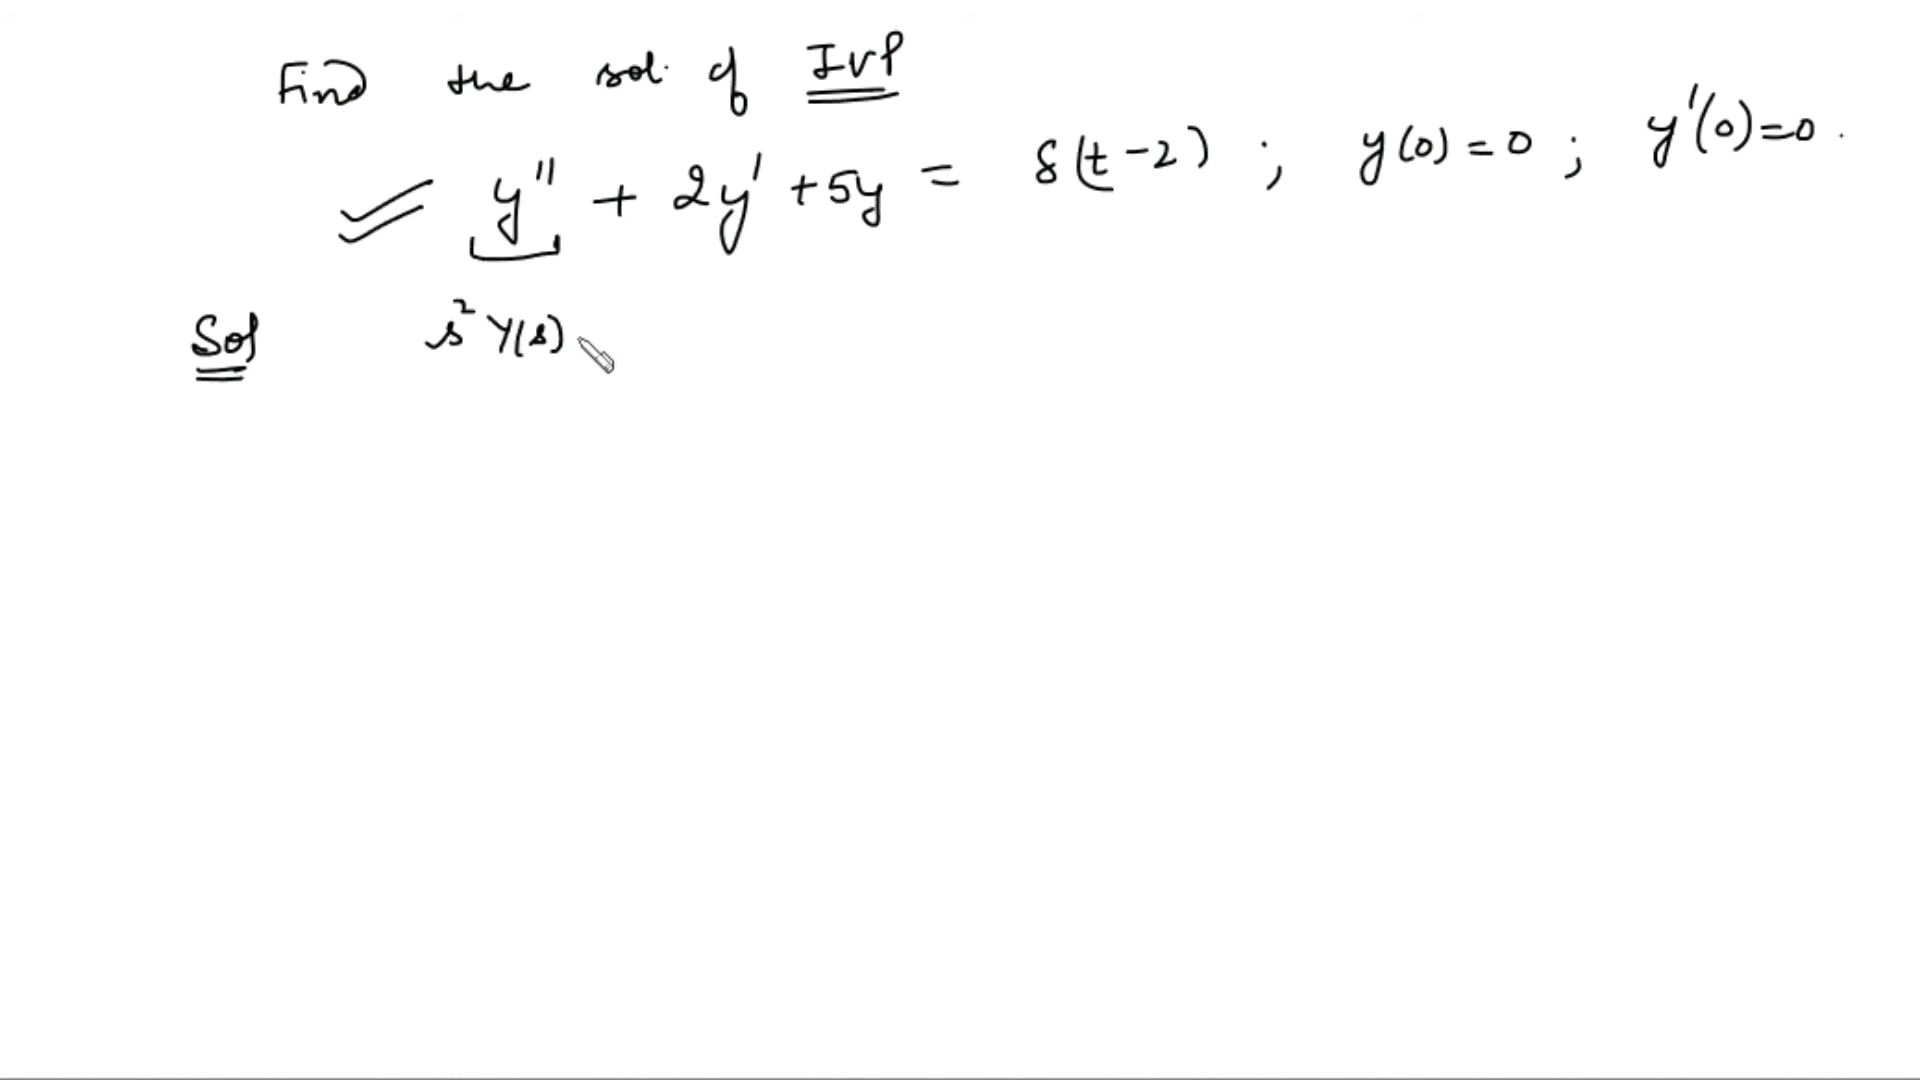 Find the sol. of IVP
y'' + 2y' + 5y = δ(t-2) ; y(0) = 0 ; y'(0)=0.
Sol s² Y(s)